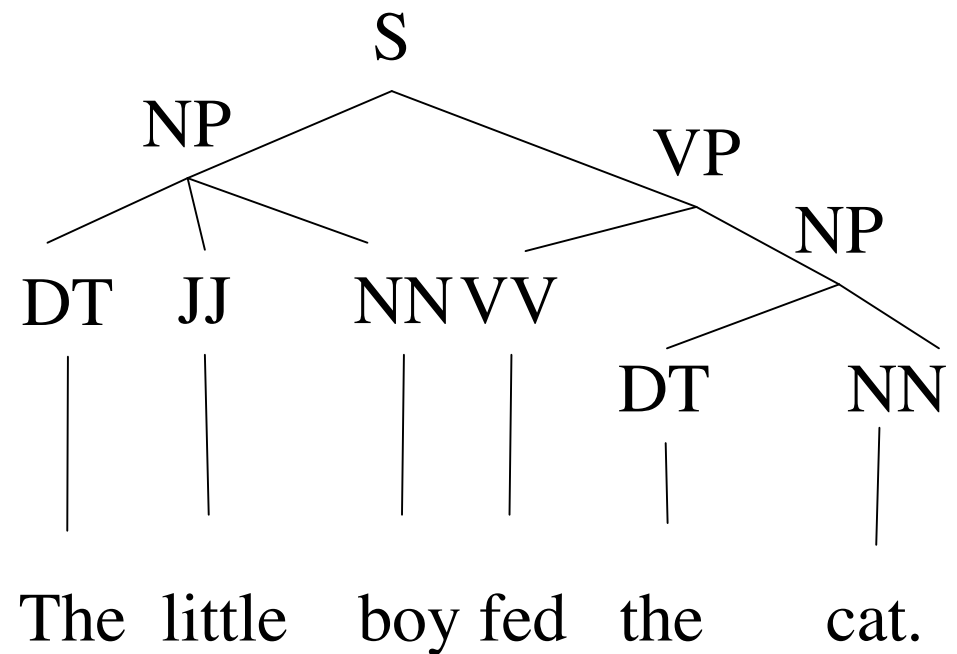 S
NP
VP
NP
DT JJ NN VV
DT NN
The little boy fed the cat.